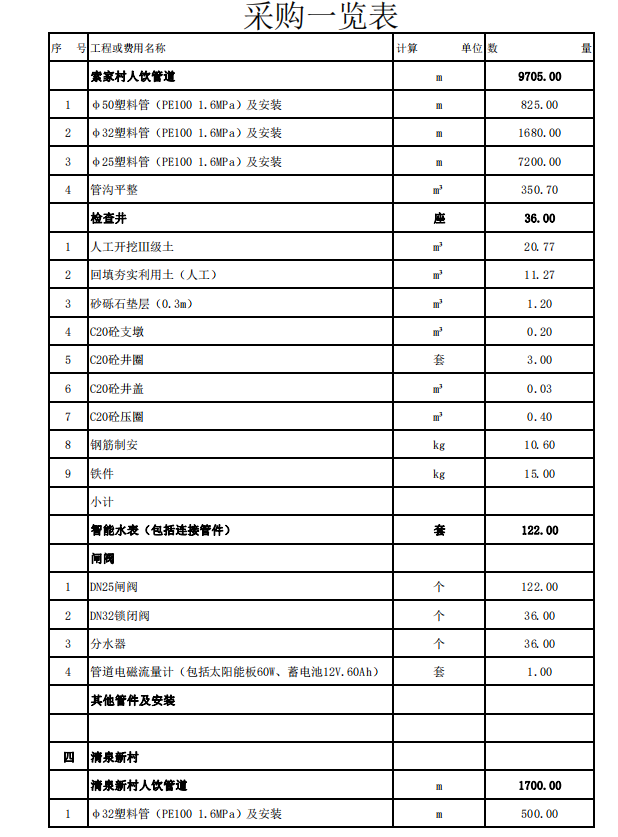 采购一览表
序 号 工程或费用名称 计算 单位 数 量
索家村人饮管道 m 9705.00
1 φ50塑料管（PE100 1.6MPa）及安装 m 825.00
2 φ32塑料管（PE100 1.6MPa）及安装 m 1680.00
3 φ25塑料管（PE100 1.6MPa）及安装 m 7200.00
4 管沟平整 m³ 350.70
检查井 座 36.00
1 人工开挖Ⅲ级土 m³ 20.77
2 回填夯实利用土（人工） m³ 11.27
3 砂砾石垫层（0.3m） m³ 1.20
4 C20砼支墩 m³ 0.20
5 C20砼井圈 套 3.00
6 C20砼井盖 m³ 0.03
7 C20砼压圈 m³ 0.40
8 钢筋制安 kg 10.60
9 铁件 kg 15.00
小计
智能水表（包括连接管件） 套 122.00
闸阀
1 DN25闸阀 个 122.00
2 DN32锁闭阀 个 36.00
3 分水器 个 36.00
4 管道电磁流量计（包括太阳能板60W、蓄电池12V.60Ah） 套 1.00
其他管件及安装
四 清泉新村
清泉新村人饮管道 m 1700.00
1 φ32塑料管（PE100 1.6MPa）及安装 m 500.00